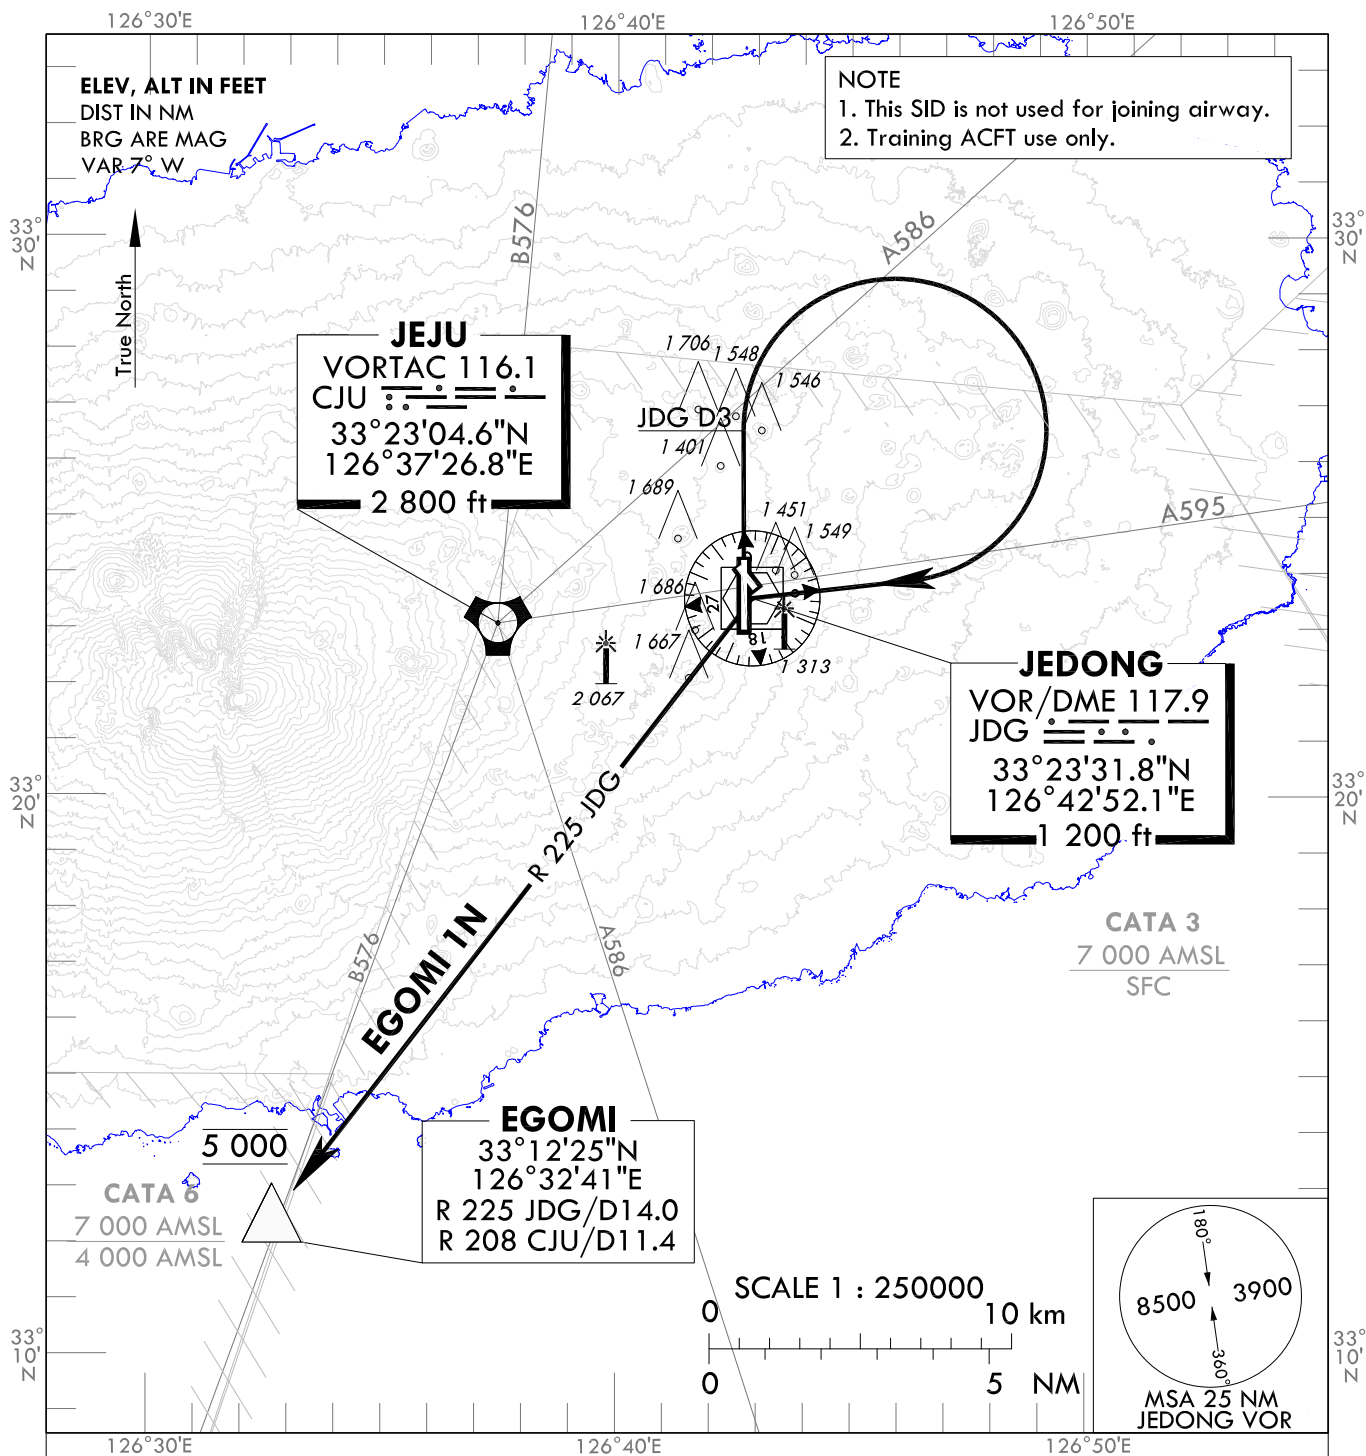 126°30'E
126°40'E
126°50'E
ELEV, ALT IN FEET
DIST IN NM
BRG ARE MAG
VAR 7° W
NOTE
1. This SID is not used for joining airway.
2. Training ACFT use only.
33°
30'
N
33°
30'
N
True North
B576
A586
JEJU
VORTAC 116.1
CJU
33°23'04.6"N
126°37'26.8"E
2 800 ft
1 706
1 548
1 546
JDG D3
1 401
1 689
1 451
1 549
A595
1 686
27
1 667
18
1 313
2 067
JEDONG
VOR/DME 117.9
JDG
33°23'31.8"N
126°42'52.1"E
1 200 ft
33°
20'
N
33°
20'
N
R 225 JDG
EGOMI 1N
B576
A586
CATA 3
7 000 AMSL
SFC
5 000
EGOMI
33°12'25"N
126°32'41"E
R 225 JDG/D14.0
R 208 CJU/D11.4
CATA 6
7 000 AMSL
4 000 AMSL
SCALE 1 : 250000
0
10 km
0
5
NM
180°
8500
3900
360°
MSA 25 NM
JEDONG VOR
33°
10'
N
33°
10'
N
126°30'E
126°40'E
126°50'E